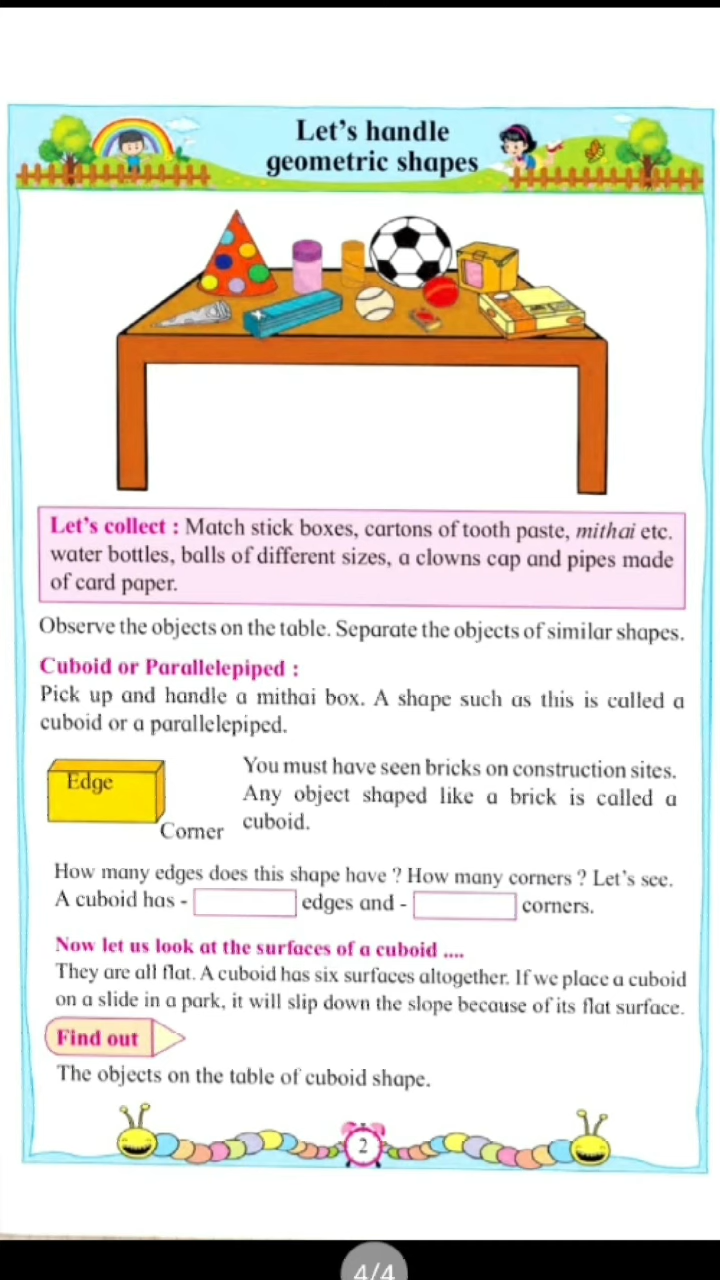 Let's handle
geometric shapes
Let's collect : Match stick boxes, cartons of tooth paste, mithai etc.
water bottles, balls of different sizes, a clowns cap and pipes made
of card paper.
Observe the objects on the table. Separate the objects of similar shapes.
Cuboid or Parallelepiped :
Pick up and handle a mithai box. A shape such as this is called a
cuboid or a parallelepiped.
Edge
Corner
You must have seen bricks on construction sites.
Any object shaped like a brick is called a
cuboid.
How many edges does this shape have ? How many corners ? Let's see.
A cuboid has - edges and - corners.
Now let us look at the surfaces of a cuboid ....
They are all flat. A cuboid has six surfaces altogether. If we place a cuboid
on a slide in a park, it will slip down the slope because of its flat surface.
Find out
The objects on the table of cuboid shape.
2
4/4